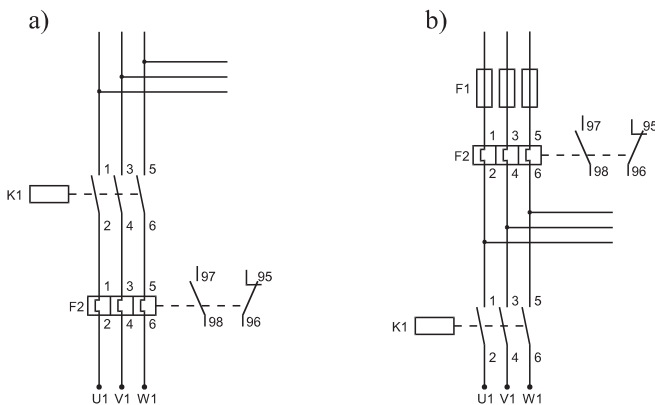 a)
1 3 5
K1
2 4 6
1 3 5 97 95
F2
2 4 6 98 96
U1 V1 W1
b)
F1
1 3 5 97 95
F2
2 4 6 98 96
1 3 5
K1
2 4 6
U1 V1 W1